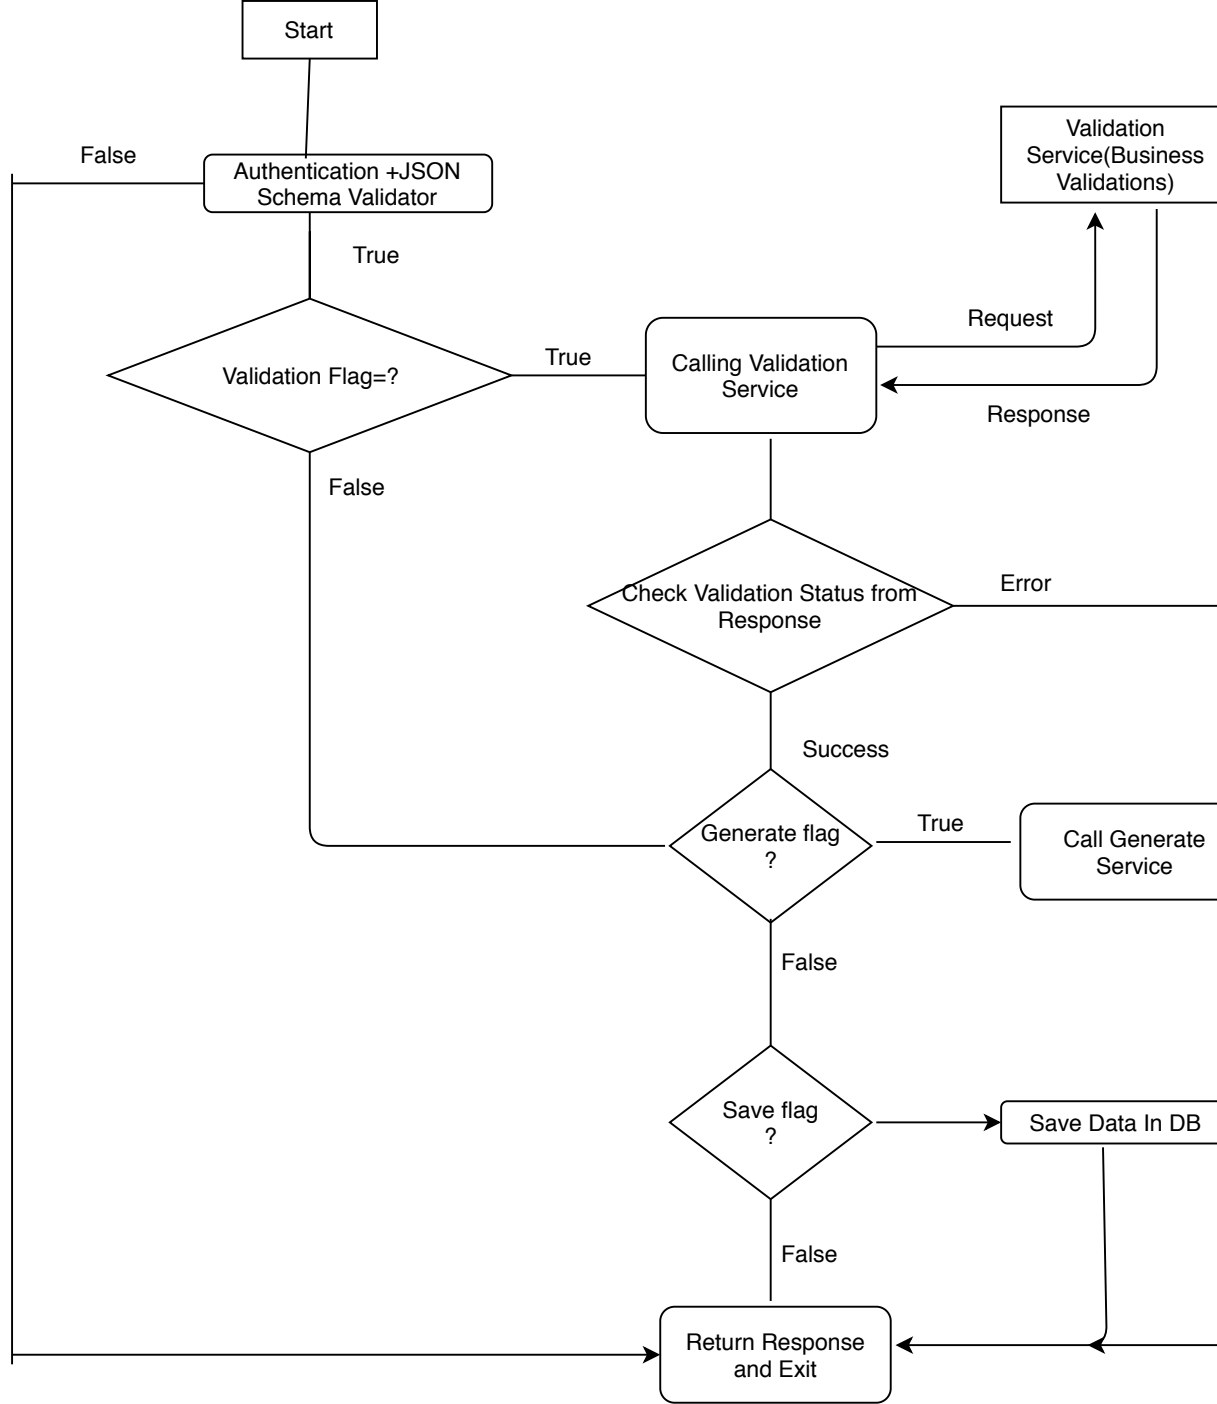 Start
False
Authentication +JSON
Schema Validator
Validation
Service(Business
Validations)
True
Request
Validation Flag=?
True
Calling Validation
Service
Response
False
Check Validation Status from
Response
Error
Success
Generate flag
?
True
Call Generate
Service
False
Save flag
?
Save Data In DB
False
Return Response
and Exit